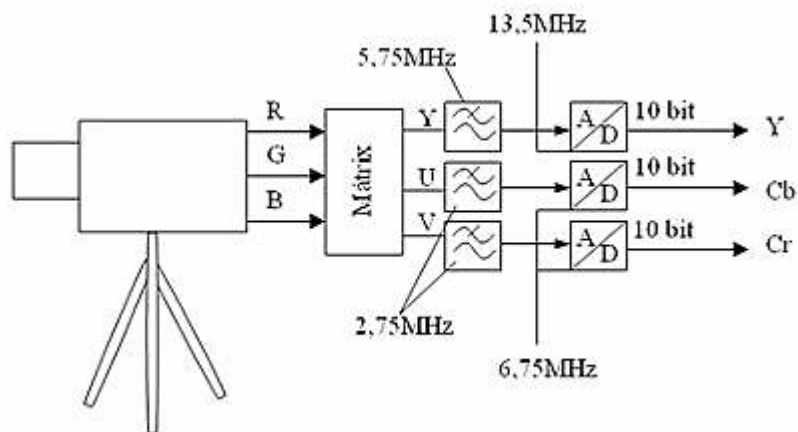 13,5MHz
5,75MHz
R
G
B
Mátrix
Y
U
V
A/D
10 bit
Y
A/D
10 bit
Cb
A/D
10 bit
Cr
2,75MHz
6,75MHz